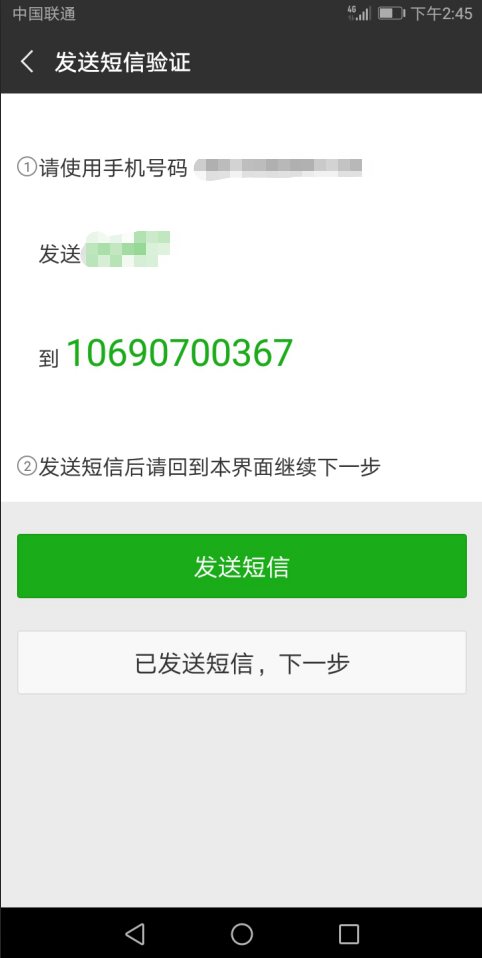 中国联通 4G 下午2:45
发送短信验证
①请使用手机号码
发送
到 10690700367
②发送短信后请回到本界面继续下一步
发送短信
已发送短信，下一步